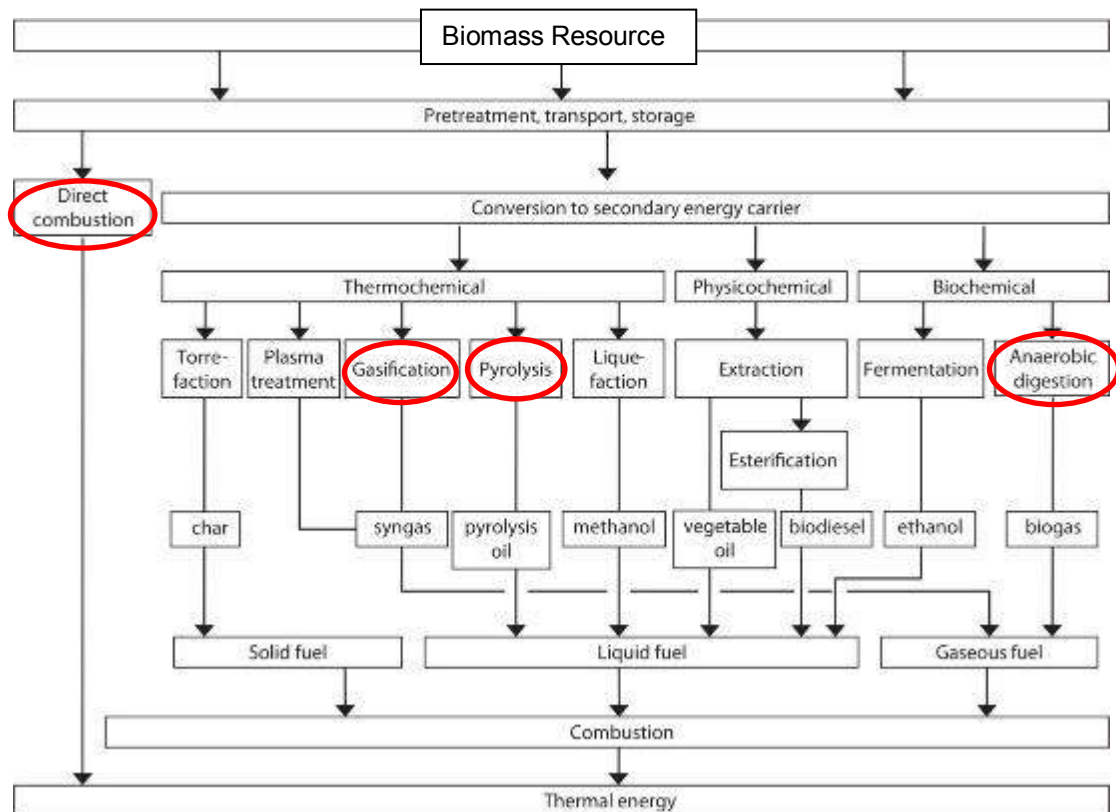 Biomass Resource
Pretreatment, transport, storage
Direct
combustion
Conversion to secondary energy carrier
Thermochemical
Physicochemical
Biochemical
Torre-
faction
Plasma
treatment
Gasification
Pyrolysis
Lique-
faction
Extraction
Fermentation
Anaerobic
digestion
Esterification
char
syngas
pyrolysis
oil
methanol
vegetable
oil
biodiesel
ethanol
biogas
Solid fuel
Liquid fuel
Gaseous fuel
Combustion
Thermal energy